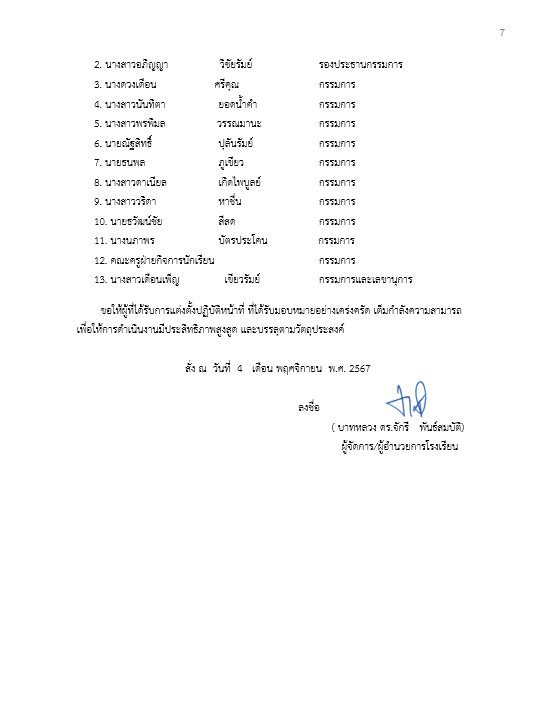 7
2. นางสาวอภิญญา วิชัยรัมย์ รองประธานกรรมการ
3. นางดวงเดือน ศรีคุณ กรรมการ
4. นางสาวนันทิตา ยอดน้ำคำ กรรมการ
5. นางสาวพรพิมล วรรณมานะ กรรมการ
6. นายณัฐสิทธิ์ ปุลันรัมย์ กรรมการ
7. นายธนพล ภูเขียว กรรมการ
8. นางสาวดาเนียล เกิดไพบูลย์ กรรมการ
9. นางสาววริดา หาชื่น กรรมการ
10. นายธวัฒน์ชัย สีสด กรรมการ
11. นางนภาพร บัตรประโคน กรรมการ
12. คณะครูฝ่ายกิจการนักเรียน กรรมการ
13. นางสาวเดือนเพ็ญ เขียวรัมย์ กรรมการและเลขานุการ
ขอให้ผู้ที่ได้รับการแต่งตั้งปฏิบัติหน้าที่ ที่ได้รับมอบหมายอย่างเคร่งครัด เต็มกำลังความสามารถ
เพื่อให้การดำเนินงานมีประสิทธิภาพสูงสูด และบรรลุตามวัตถุประสงค์
สั่ง ณ วันที่ 4 เดือน พฤศจิกายน พ.ศ. 2567
ลงชื่อ
( บาทหลวง ดร.จักรี พันธ์สมบัติ)
ผู้จัดการ/ผู้อำนวยการโรงเรียน